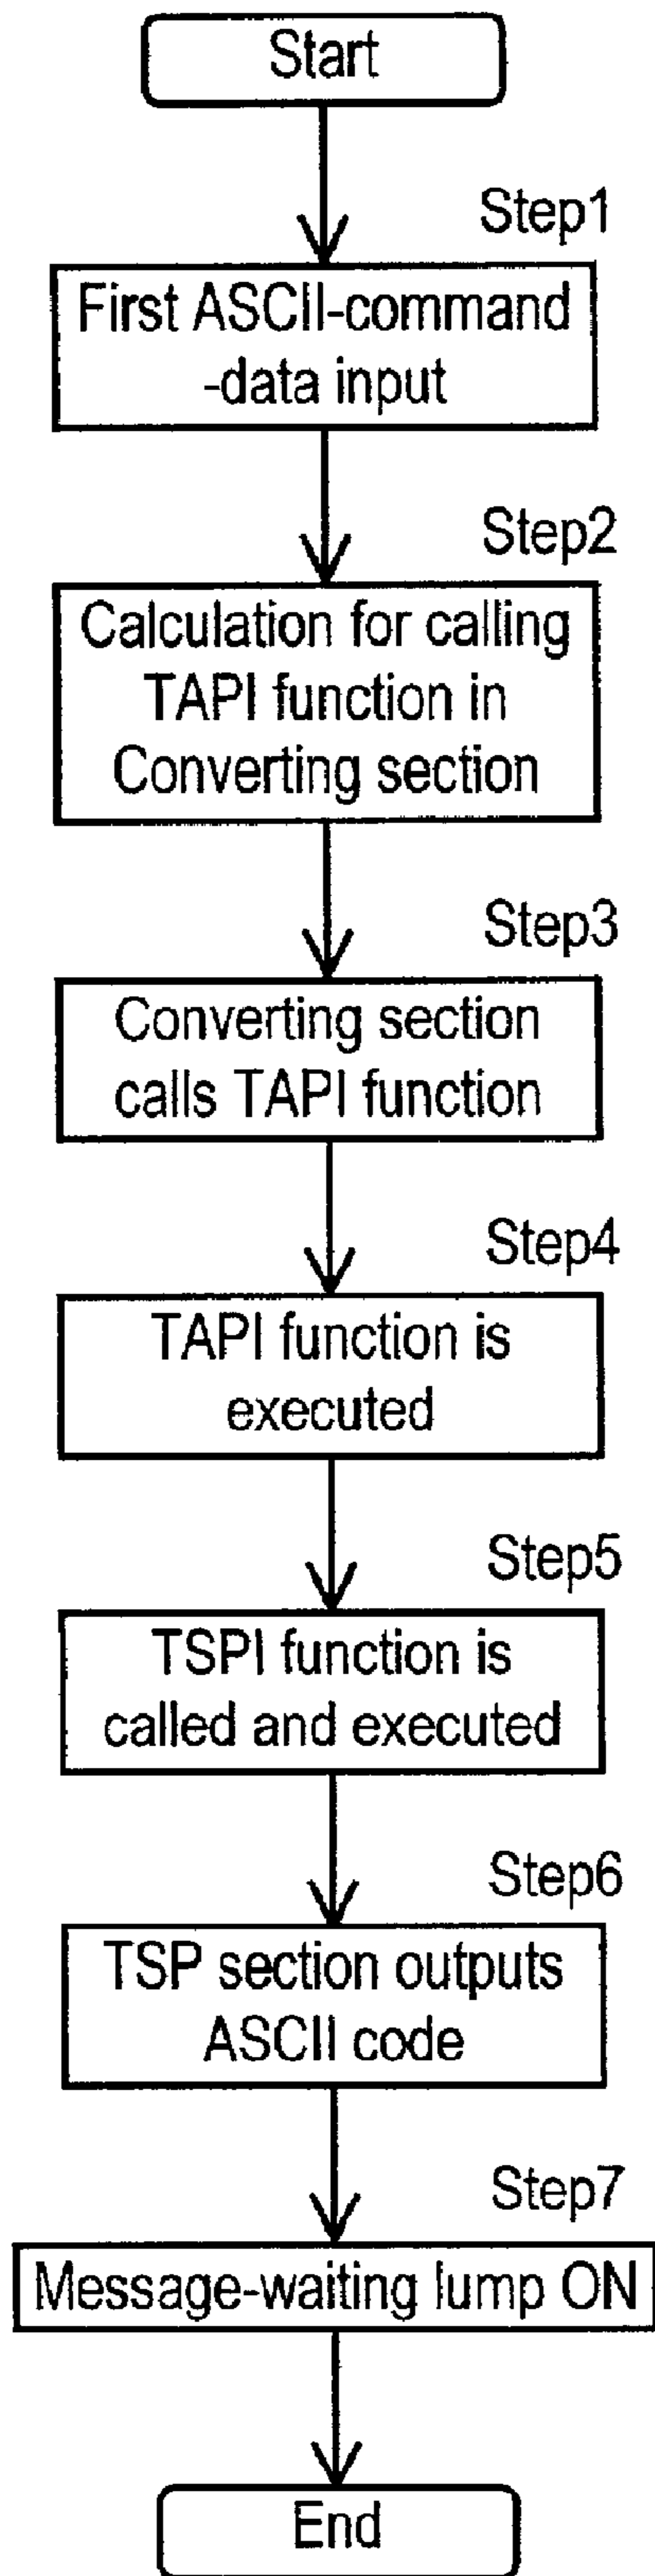 Start
Step1
First ASCII-command
-data input
Step2
Calculation for calling
TAPI function in
Converting section
Step3
Converting section
calls TAPI function
Step4
TAPI function is
executed
Step5
TSPI function is
called and executed
Step6
TSP section outputs
ASCII code
Step7
Message-waiting lump ON
End